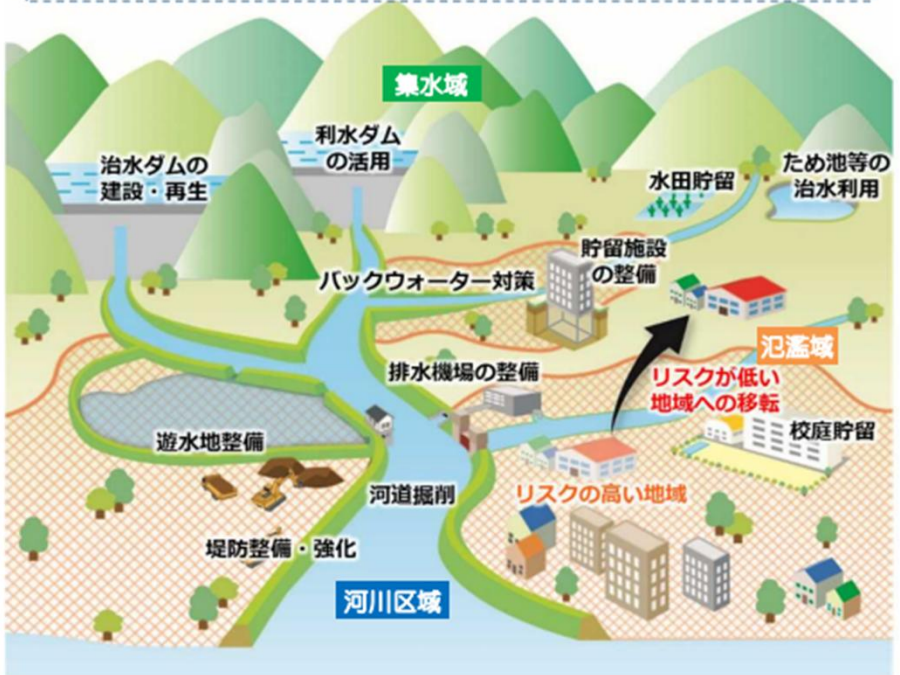 集水域
利水ダム
の活用
治水ダムの
建設・再生
水田貯留
ため池等の
治水利用
貯留施設
の整備
バックウォーター対策
氾濫域
排水機場の整備
リスクが低い
地域への移転
校庭貯留
遊水地整備
河道掘削
リスクの高い地域
堤防整備・強化
河川区域